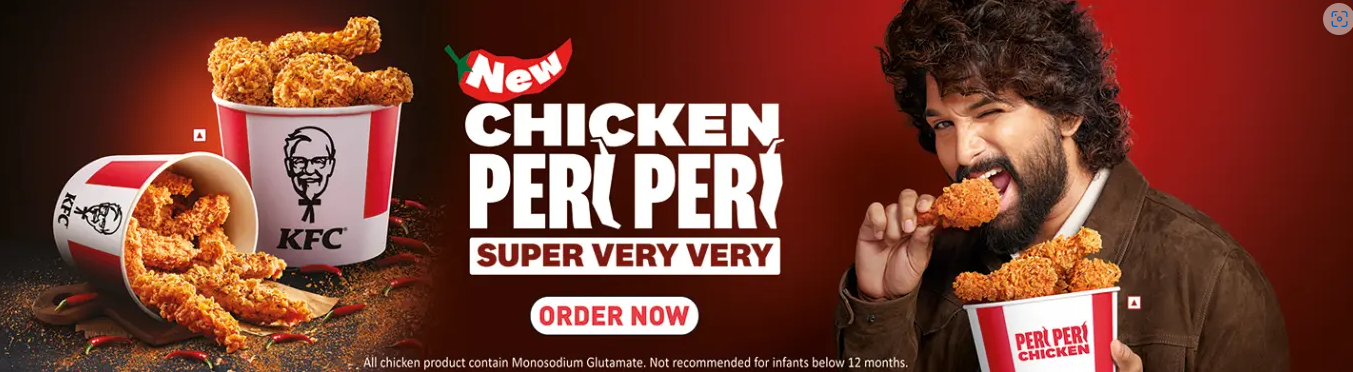 KFC
KFC
New
CHICKEN
PERI PERI
SUPER VERY VERY
ORDER NOW
PERI PERI
CHICKEN
All chicken product contain Monosodium Glutamate. Not recommended for infants below 12 months.